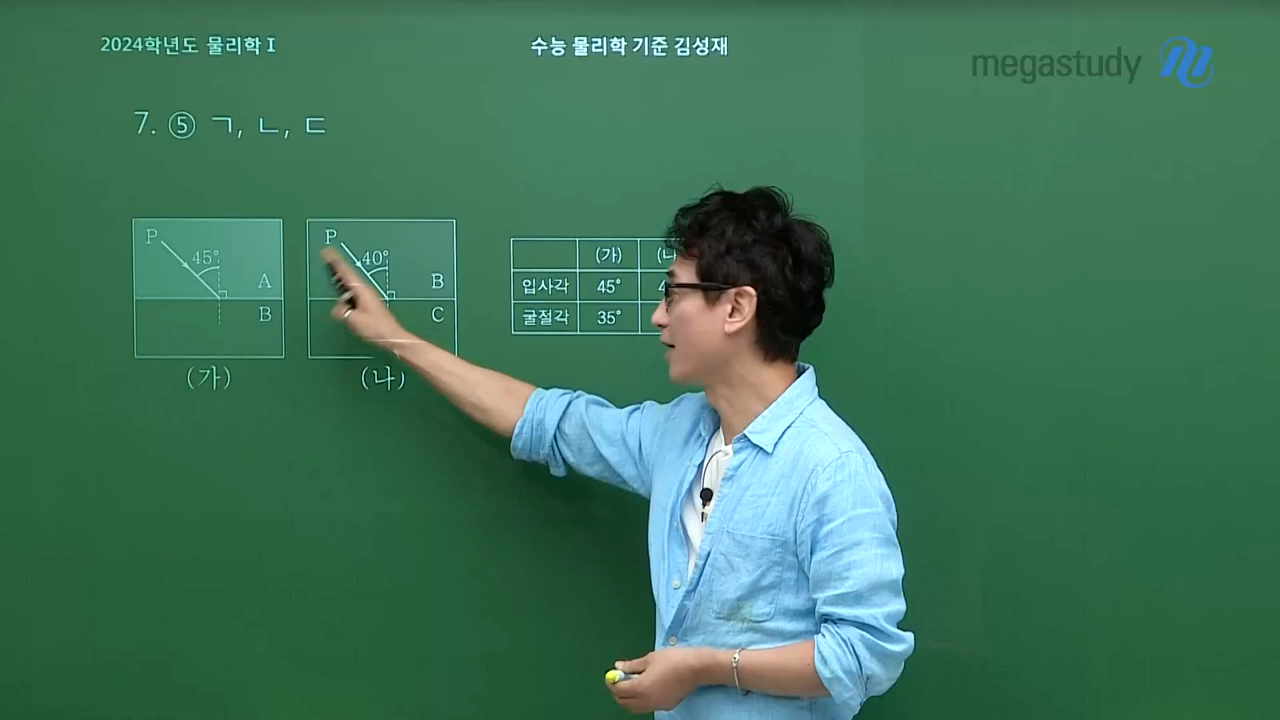 2024학년도 물리학 I
수능 물리학 기준 김성재
megastudy
7. ⑤ ㄱ, ㄴ, ㄷ
P
45°
A
B
(가)
P
40°
B
C
(나)
(가)
입사각 45°
굴절각 35°